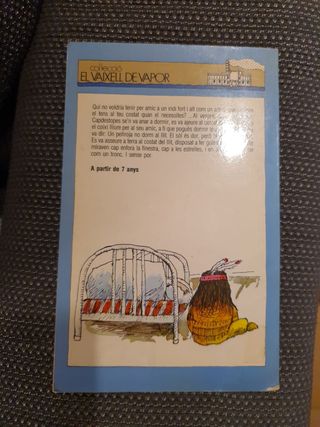 col·lecció
EL VAIXELL DE VAPOR
Qui no voldria tenir per amic a un indi fort i alt com un
el tens al teu costat quan el necessites? ...Al vespre,
Capdestopes se'n va anar a dormir, es va ajeure al costat
el coixí lliure per al seu amic, a fi que pogués dormir
va dir: Un pefinoja no dorm al llit. El sòl és dur, però
Es va asseure a terra al costat del llit, disposat a fer
miraven cap enfora la finestra, cap a les estrelles, i en
com un tronc. I sense por.
A partir de 7 anys